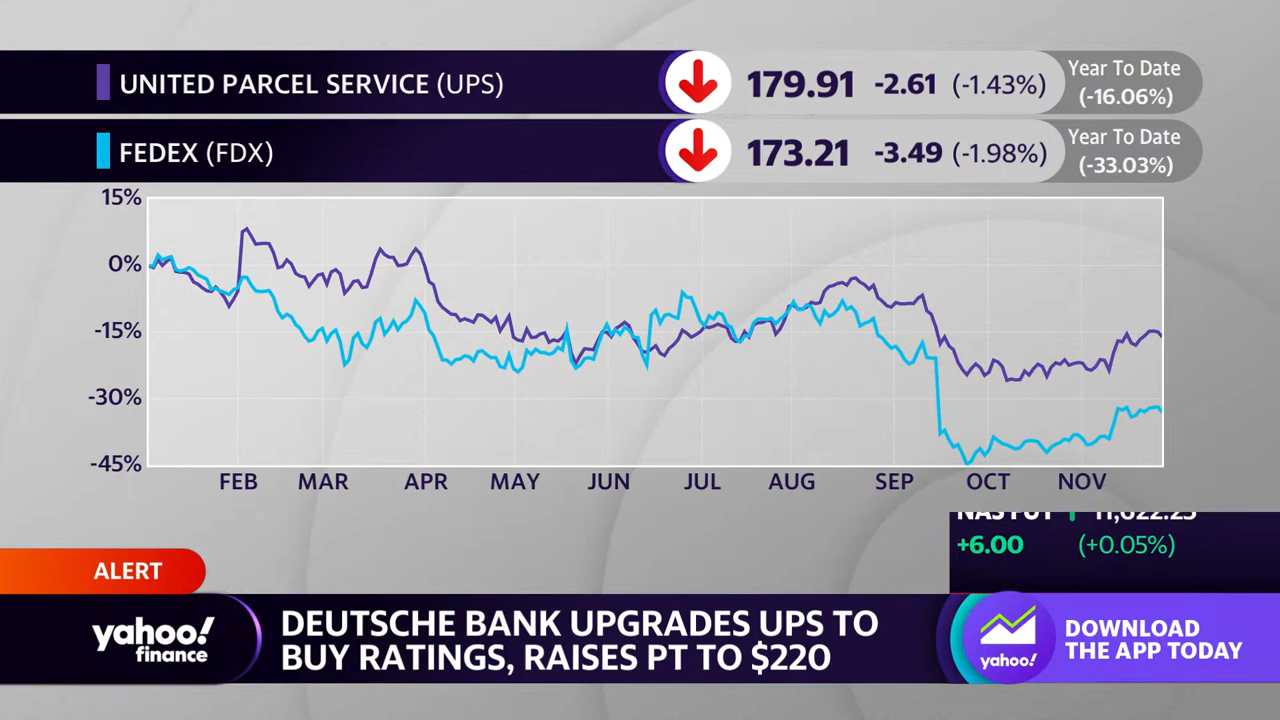 UNITED PARCEL SERVICE (UPS) 179.91 -2.61 (-1.43%) Year To Date (-16.06%)
FEDEX (FDX) 173.21 -3.49 (-1.98%) Year To Date (-33.03%)
15%
0%
-15%
-30%
-45%
FEB MAR APR MAY JUN JUL AUG SEP OCT NOV
+6.00 (+0.05%)
ALERT
yahoo!
finance
DEUTSCHE BANK UPGRADES UPS TO
BUY RATINGS, RAISES PT TO $220
yahoo!
DOWNLOAD
THE APP TODAY